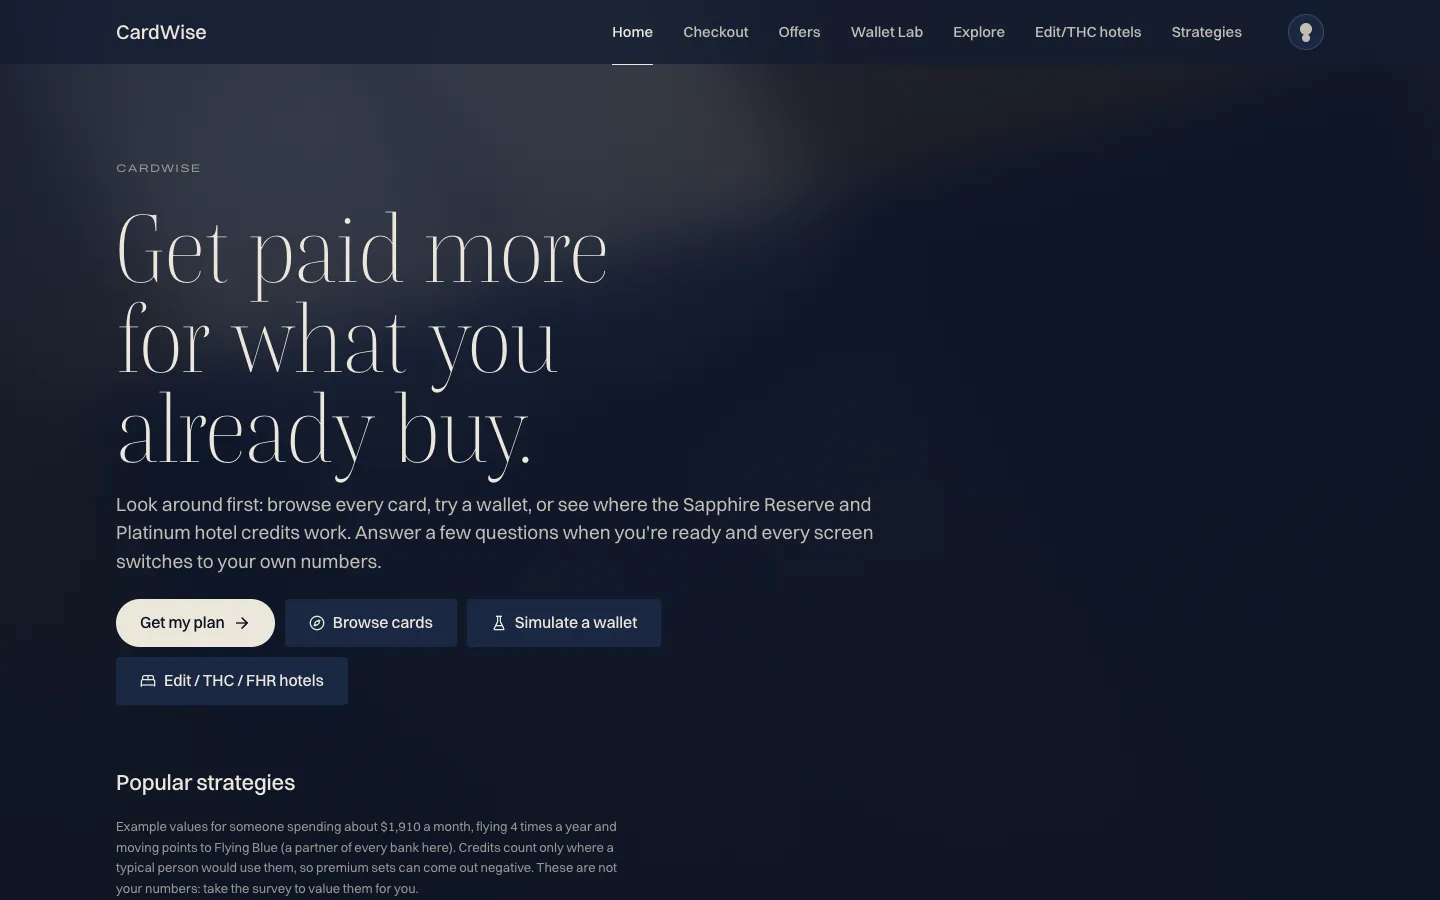 CardWise
Home
Checkout
Offers
Wallet Lab
Explore
Edit/THC hotels
Strategies
CARDWISE
Get paid more
for what you
already buy.
Look around first: browse every card, try a wallet, or see where the Sapphire Reserve and
Platinum hotel credits work. Answer a few questions when you're ready and every screen
switches to your own numbers.
Get my plan
Browse cards
Simulate a wallet
Edit / THC / FHR hotels
Popular strategies
Example values for someone spending about $1,910 a month, flying 4 times a year and
moving points to Flying Blue (a partner of every bank here). Credits count only where a
typical person would use them, so premium sets can come out negative. These are not
your numbers: take the survey to value them for you.